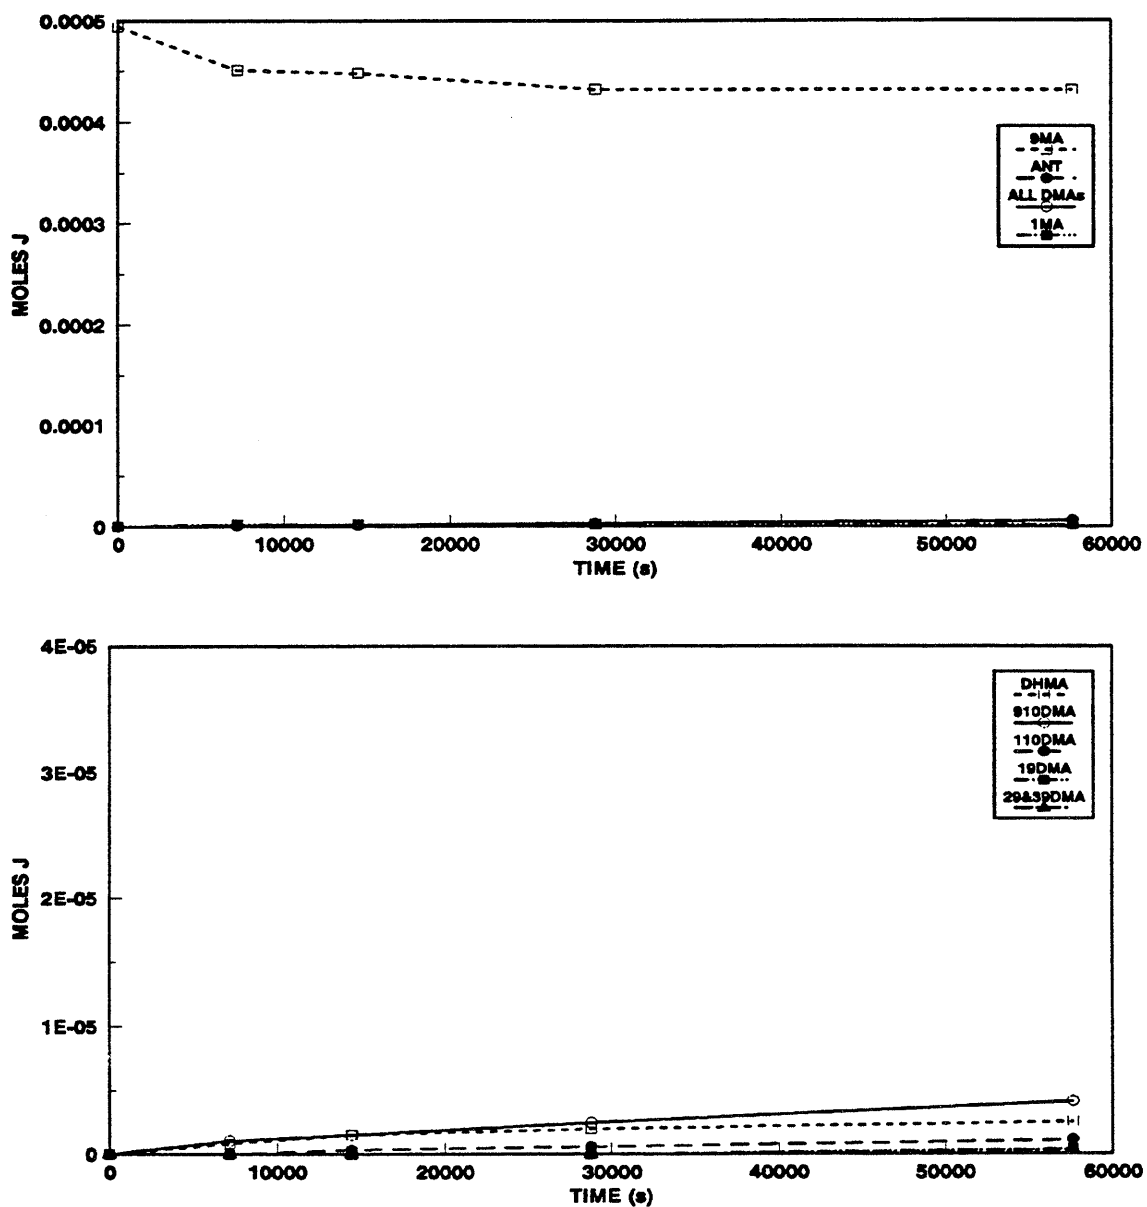 0.0005
0.0004
0.0003
0.0002
0.0001
0
MOLES J
9MA
ANT
ALL DMAs
1MA
0 10000 20000 30000 40000 50000 60000
TIME (s)
4E-05
3E-05
2E-05
1E-05
0
MOLES J
DHMA
910DMA
110DMA
19DMA
29&39DMA
0 10000 20000 30000 40000 50000 60000
TIME (s)